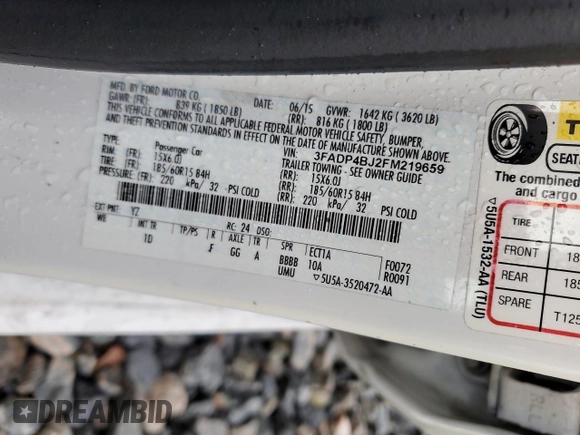 MFD. BY FORD MOTOR CO.
DATE: 06/15 GVWR: 1642 KG ( 3620 LB)
GAWR: (FR): 839 KG ( 1850 LB) (RR): 816 KG ( 1800 LB)
THIS VEHICLE CONFORMS TO ALL APPLICABLE FEDERAL MOTOR VEHICLE SAFETY, BUMPER,
AND THEFT PREVENTION STANDARDS IN EFFECT ON THE DATE OF MANUFACTURE SHOWN ABOVE.
VIN: 3FADP4BJ2FM219659
TYPE: Passenger Car TRAILER TOWING - SEE OWNER GUIDE
RIM: (FR): 15X6.0J (RR): 15X6.0J
TIRE: (FR): 185/60R15 84H (RR): 185/60R15 84H
PRESSURE: (FR): 220 kPa/ 32 PSI COLD (RR): 220 kPa/ 32 PSI COLD
EXT PNT: YZ RC: 24 DSO:
WB INT TR TP/PS R AXLE TR SPR ECT1A F0072
1D F GG A BBBB 10A R0091
UMU ▽5U5A-3520472-AA
SEAT
The combined
and cargo
TIRE
FRONT 18
REAR 185
SPARE T125
▽5U5A-1532-AA (TLU)
DREAMBID